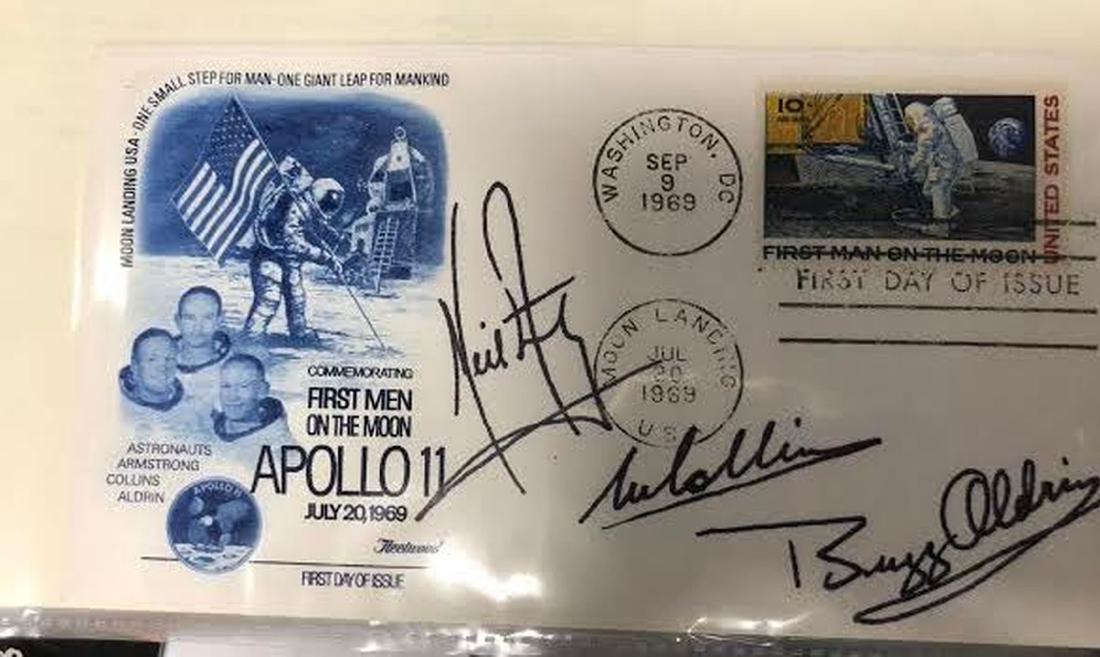 MOON LANDING USA-ONE SMALL STEP FOR MAN-ONE GIANT LEAP FOR MANKIND
COMMEMORATING
FIRST MEN
ON THE MOON
APOLLO 11
JULY 20, 1969
ASTRONAUTS
ARMSTRONG
COLLINS
ALDRIN
APOLLO 11
Fleetwood
FIRST DAY OF ISSUE
WASHINGTON, DC
SEP
9
1969
MOON LANDING
JUL
20
1969
USA
10¢
UNITED STATES
FIRST MAN ON THE MOON
FIRST DAY OF ISSUE
Neil
M Collins
Buzz Aldrin